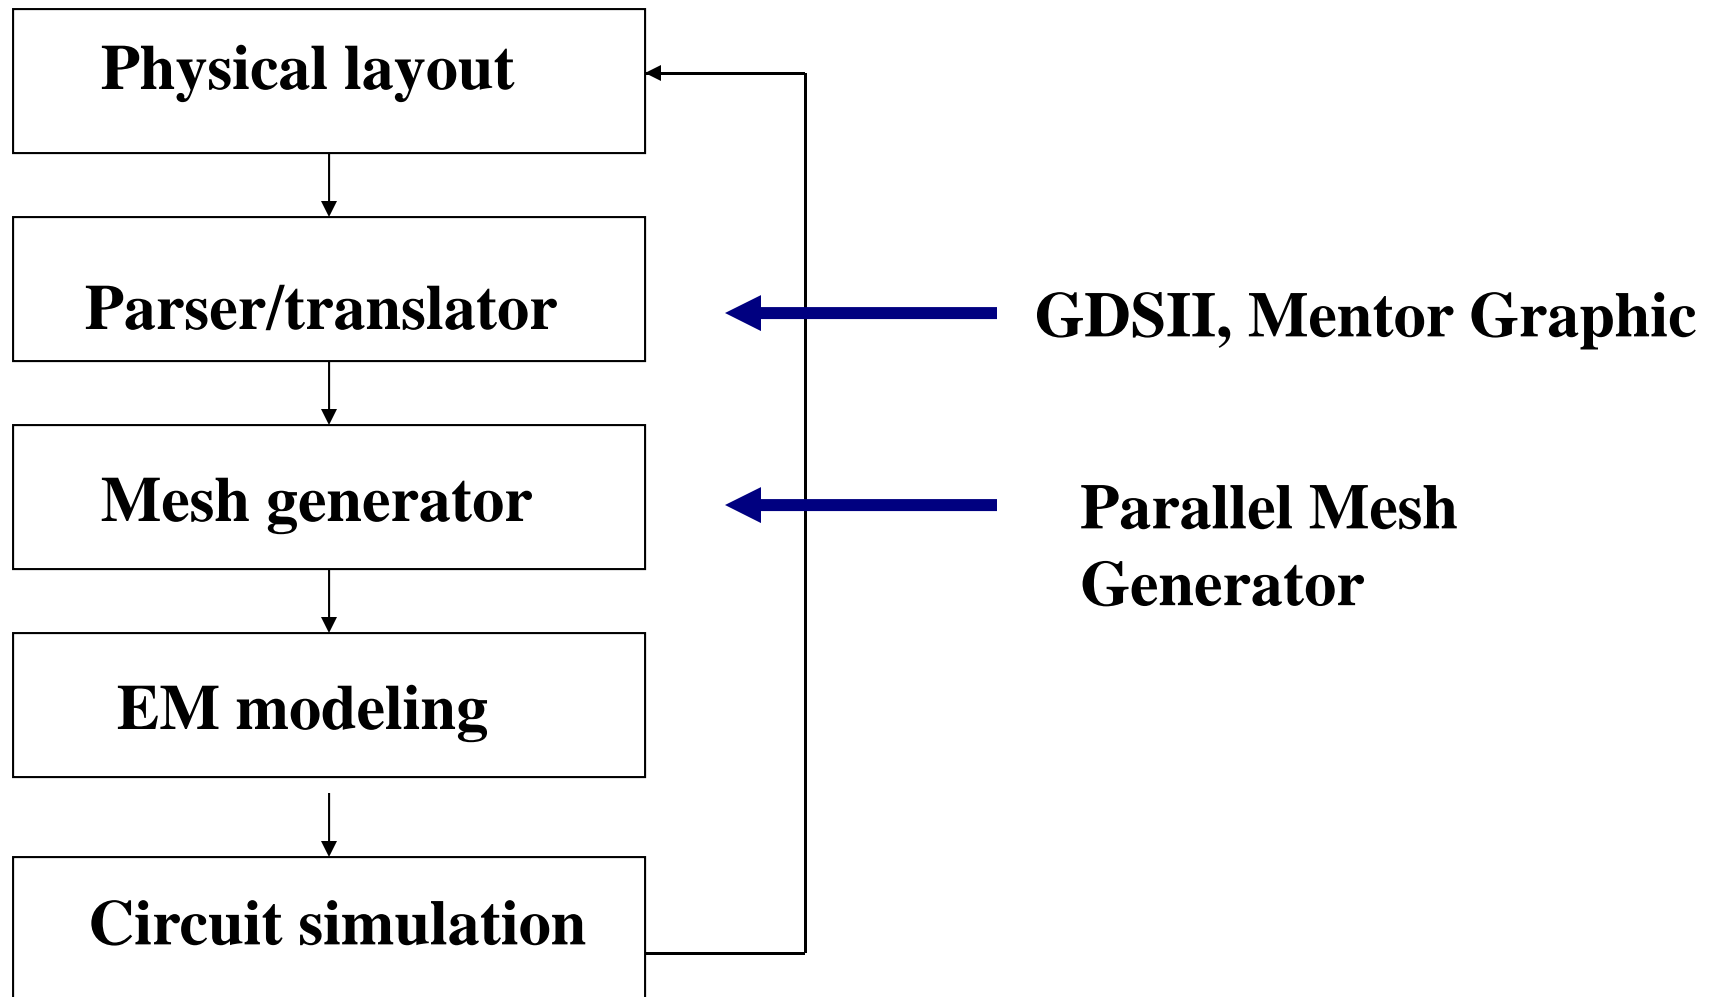 Physical layout
Parser/translator
GDSII, Mentor Graphic
Mesh generator
Parallel Mesh
Generator
EM modeling
Circuit simulation